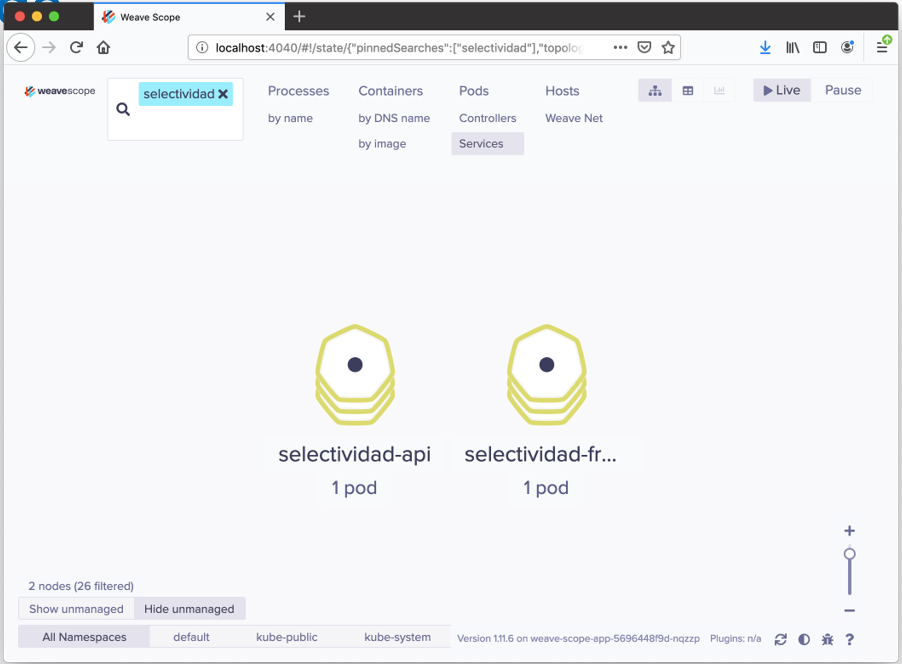 Weave Scope
localhost:4040/#!/state/{"pinnedSearches":["selectividad"],"topolog
weavescope
selectividad
Processes
Containers
Pods
Hosts
Live
Pause
by name
by DNS name
Controllers
Weave Net
by image
Services
selectividad-api
selectividad-fr...
1 pod
1 pod
2 nodes (26 filtered)
Show unmanaged
Hide unmanaged
All Namespaces
default
kube-public
kube-system
Version 1.11.6 on weave-scope-app-5696448f9d-nqzzp
Plugins: n/a